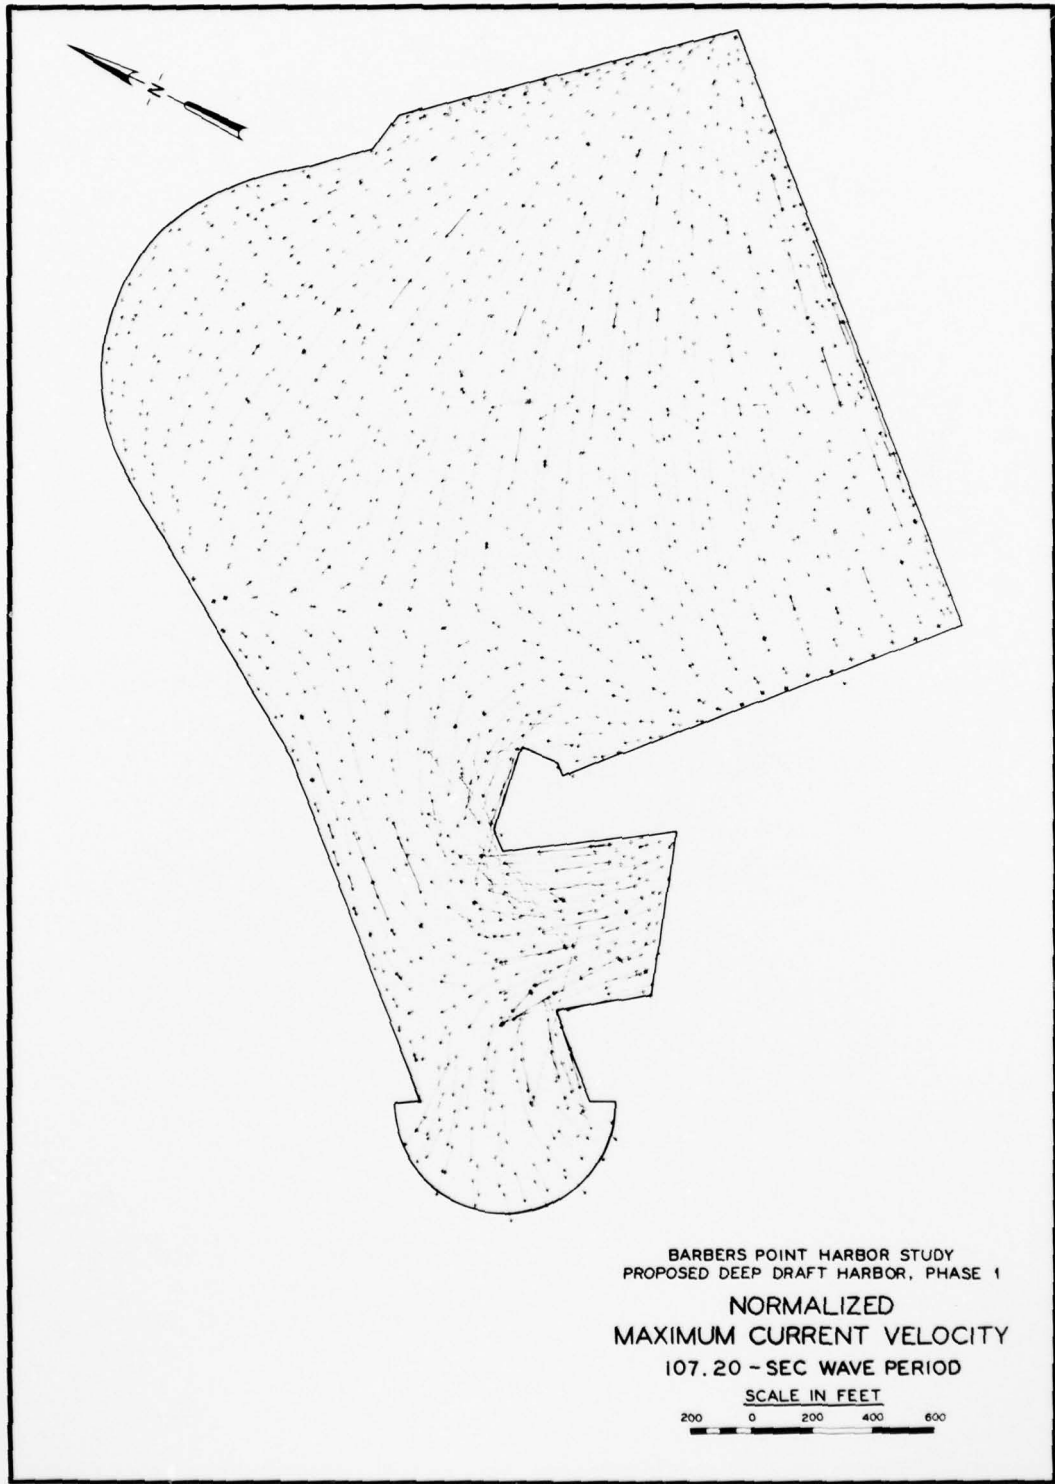 N
BARBERS POINT HARBOR STUDY
PROPOSED DEEP DRAFT HARBOR, PHASE 1
NORMALIZED
MAXIMUM CURRENT VELOCITY
107.20-SEC WAVE PERIOD
SCALE IN FEET
200 0 200 400 600